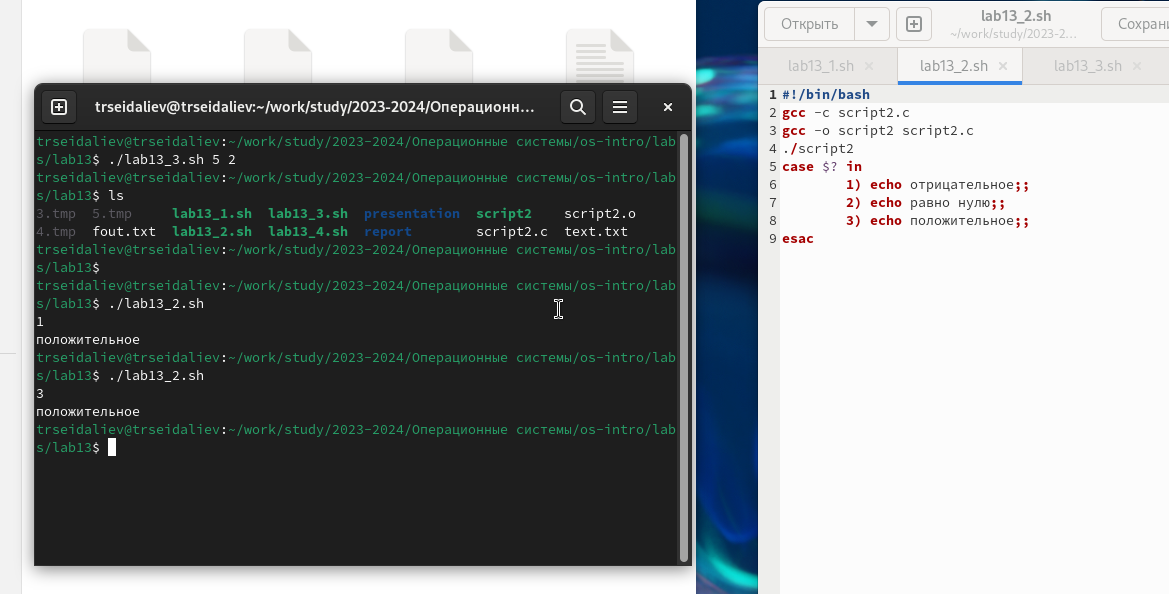 trseidaliev@trseidaliev:~/work/study/2023-2024/Операционн...
trseidaliev@trseidaliev:~/work/study/2023-2024/Операционные системы/os-intro/lab
s/lab13$ ./lab13_3.sh 5 2
trseidaliev@trseidaliev:~/work/study/2023-2024/Операционные системы/os-intro/lab
s/lab13$ ls
3.tmp  5.tmp     lab13_1.sh  lab13_3.sh  presentation  script2    script2.o
4.tmp  fout.txt  lab13_2.sh  lab13_4.sh  report        script2.c  text.txt
trseidaliev@trseidaliev:~/work/study/2023-2024/Операционные системы/os-intro/lab
s/lab13$
trseidaliev@trseidaliev:~/work/study/2023-2024/Операционные системы/os-intro/lab
s/lab13$ ./lab13_2.sh
1
положительное
trseidaliev@trseidaliev:~/work/study/2023-2024/Операционные системы/os-intro/lab
s/lab13$ ./lab13_2.sh
3
положительное
trseidaliev@trseidaliev:~/work/study/2023-2024/Операционные системы/os-intro/lab
s/lab13$
Открыть
lab13_2.sh
~/work/study/2023-2...
Сохрани
lab13_1.sh
lab13_2.sh
lab13_3.sh
1 #!/bin/bash
2 gcc -c script2.c
3 gcc -o script2 script2.c
4 ./script2
5 case $? in
6         1) echo отрицательное;;
7         2) echo равно нулю;;
8         3) echo положительное;;
9 esac